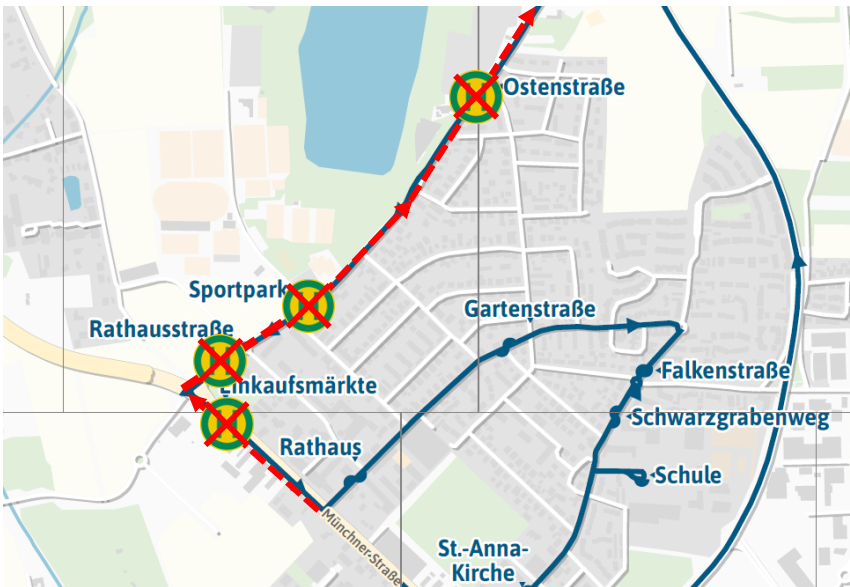 Ostenstraße
Sportpark
Gartenstraße
Rathausstraße
Falkenstraße
Einkaufsmärkte
Schwarzgrabenweg
Rathaus
Schule
Münchner-Straße
St.-Anna-
Kirche